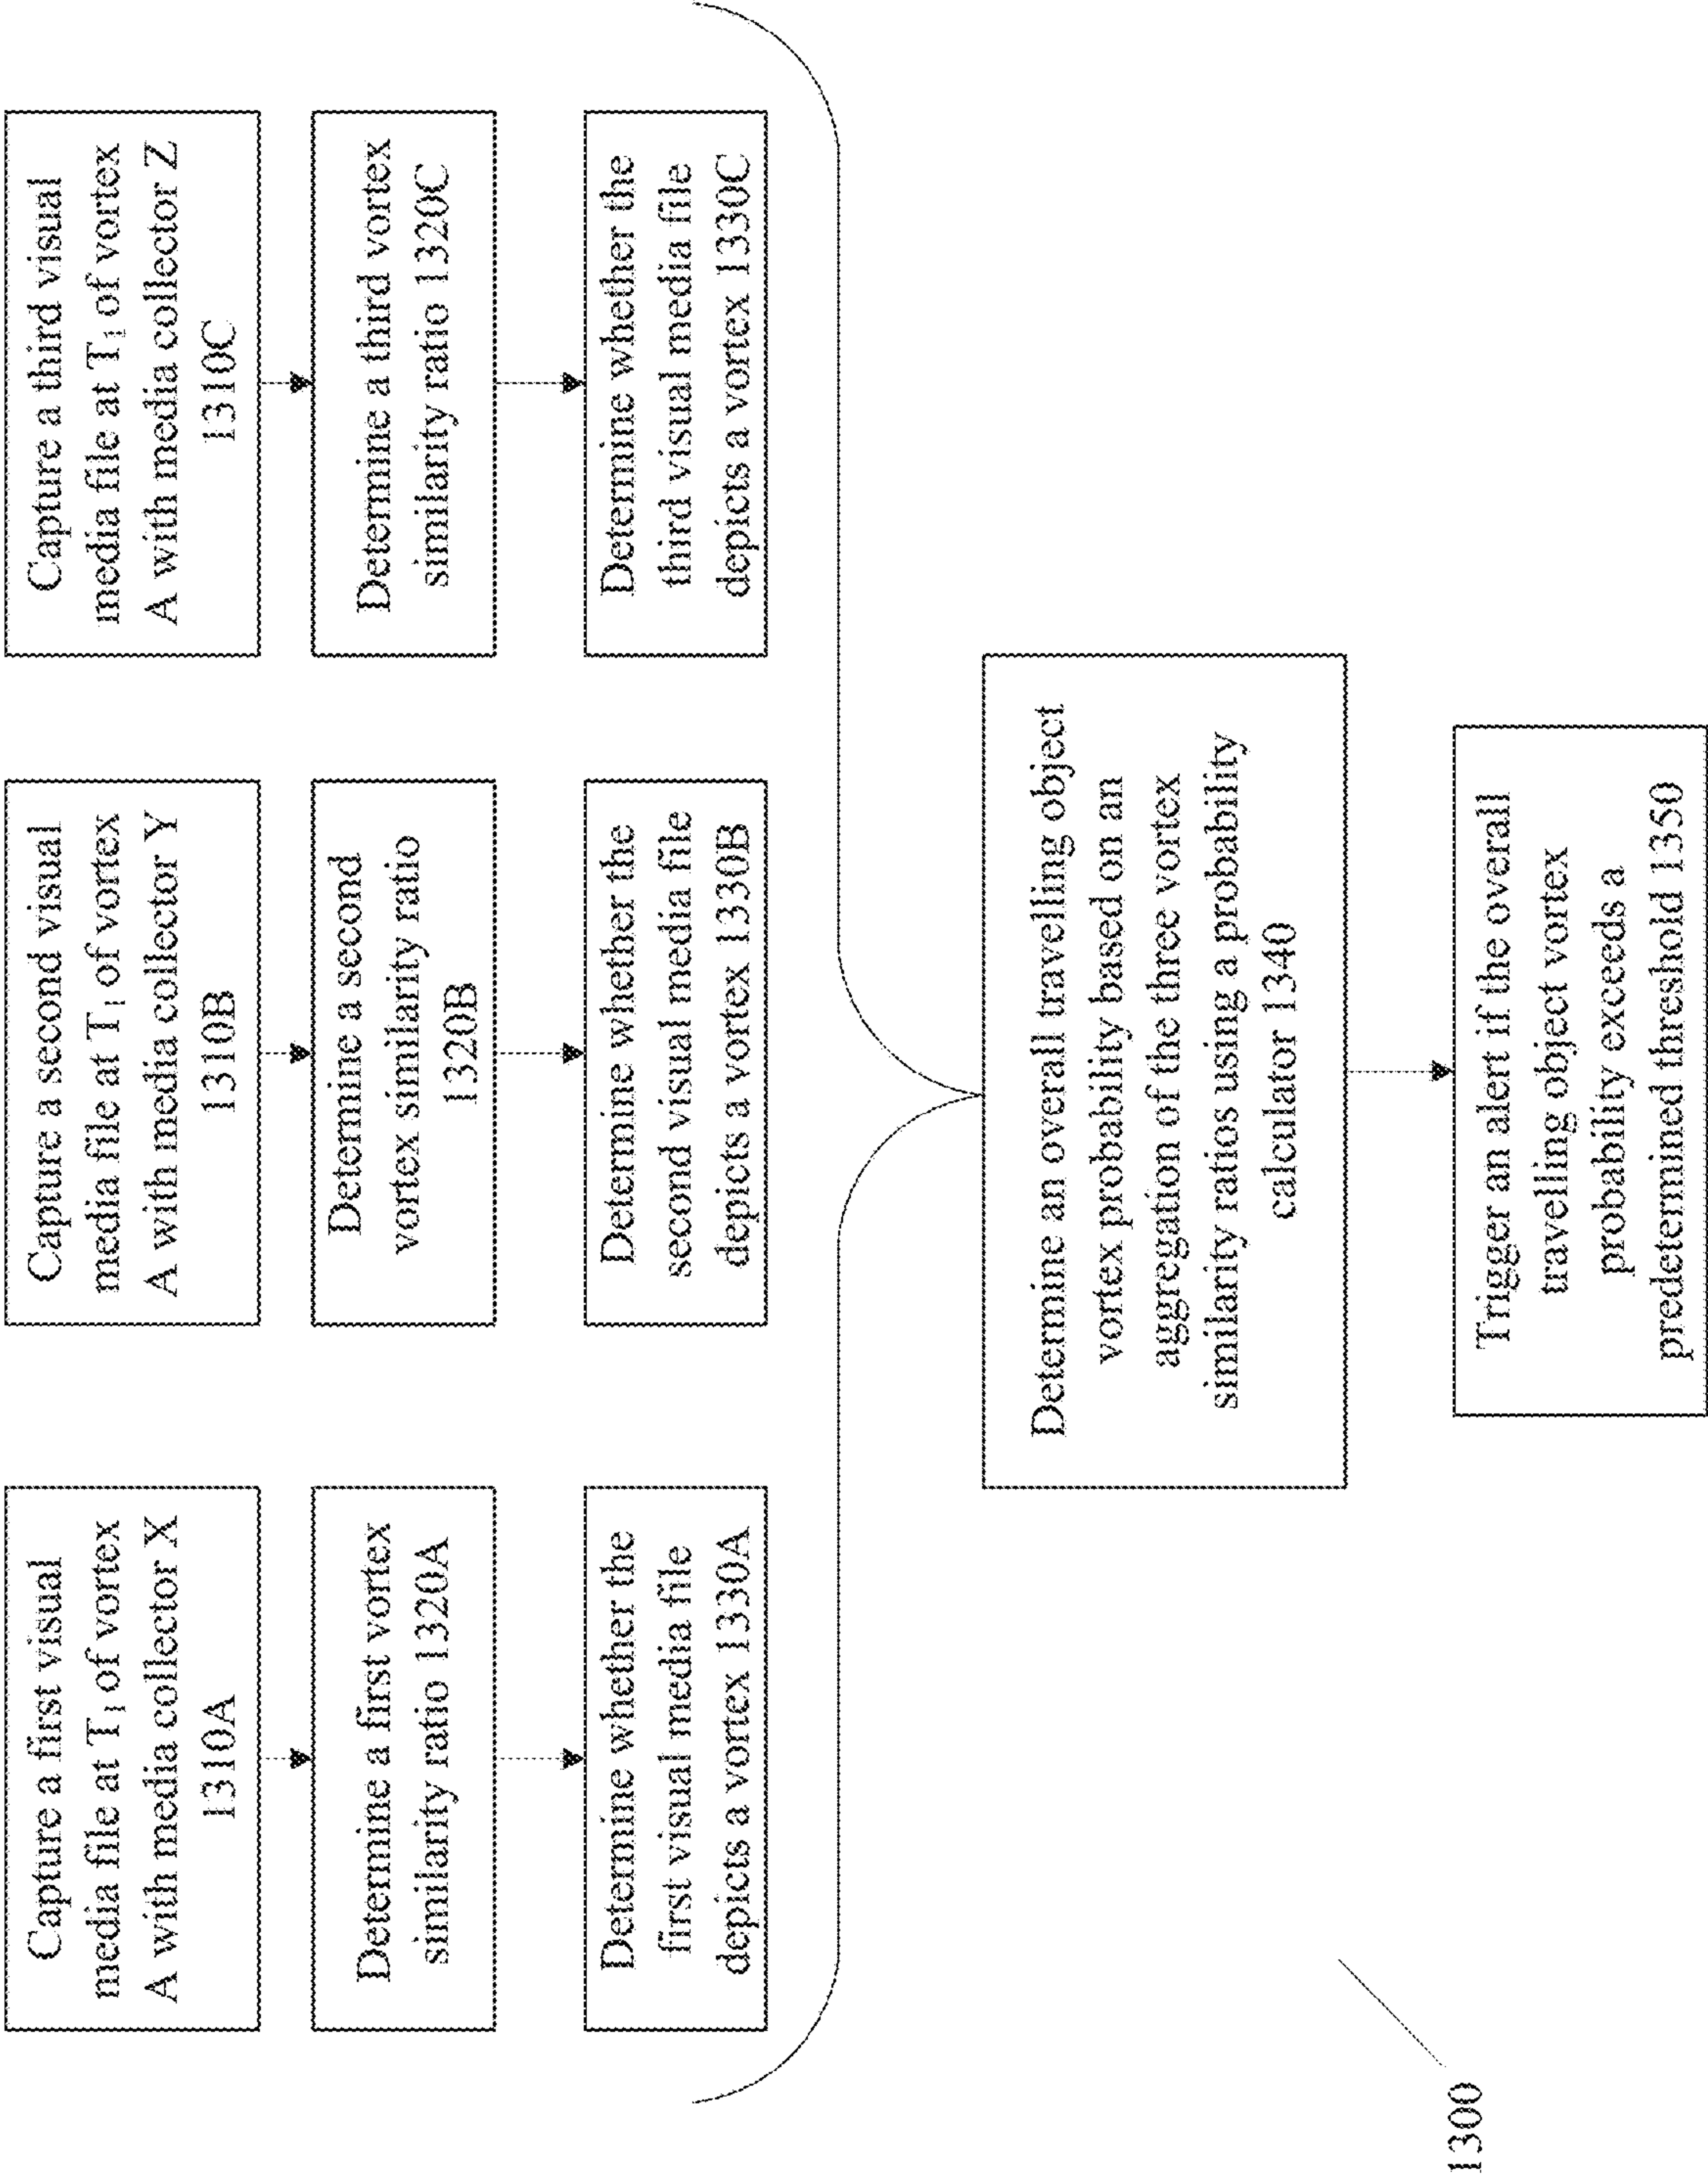 Capture a first visual
media file at T1 of vortex
A with media collector X
1310A
Determine a first vortex
similarity ratio 1320A
Determine whether the
first visual media file
depicts a vortex 1330A
Capture a second visual
media file at T1 of vortex
A with media collector Y
1310B
Determine a second
vortex similarity ratio
1320B
Determine whether the
second visual media file
depicts a vortex 1330B
Capture a third visual
media file at T1 of vortex
A with media collector Z
1310C
Determine a third vortex
similarity ratio 1320C
Determine whether the
third visual media file
depicts a vortex 1330C
Determine an overall travelling object
vortex probability based on an
aggregation of the three vortex
similarity ratios using a probability
calculator 1340
Trigger an alert if the overall
travelling object vortex
probability exceeds a
predetermined threshold 1350
1300